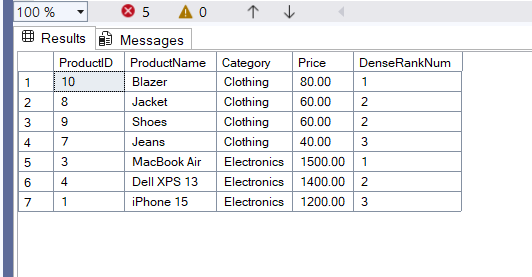 100 % 5 0
Results Messages
ProductID ProductName Category Price DenseRankNum
1 10 Blazer Clothing 80.00 1
2 8 Jacket Clothing 60.00 2
3 9 Shoes Clothing 60.00 2
4 7 Jeans Clothing 40.00 3
5 3 MacBook Air Electronics 1500.00 1
6 4 Dell XPS 13 Electronics 1400.00 2
7 1 iPhone 15 Electronics 1200.00 3